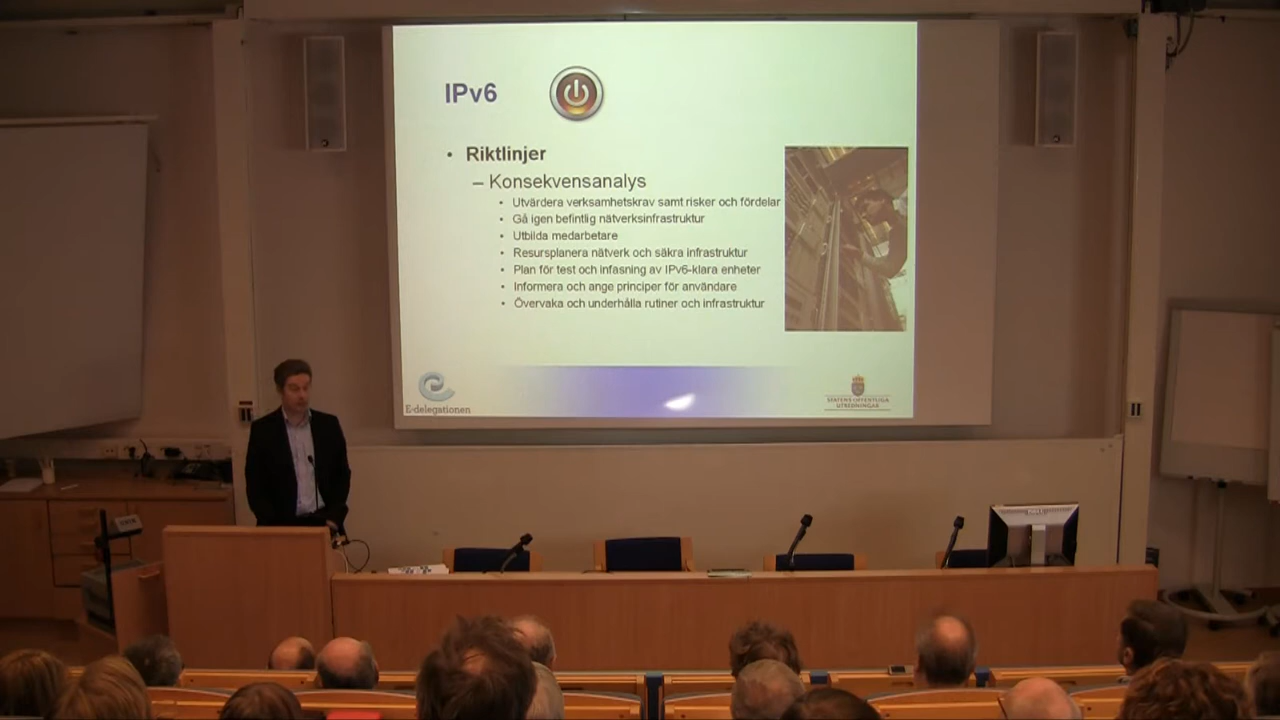 IPv6
• Riktlinjer
– Konsekvensanalys
• Utvärdera verksamhetskrav samt risker och fördelar
• Gå igen befintlig nätverksinfrastruktur
• Utbilda medarbetare
• Resursplanera nätverk och säkra infrastruktur
• Plan för test och infasning av IPv6-klara enheter
• Informera och ange principer för användare
• Övervaka och underhålla rutiner och infrastruktur
E-delegationen
STATENS OFFENTLIGA
UTREDNINGAR
DELL